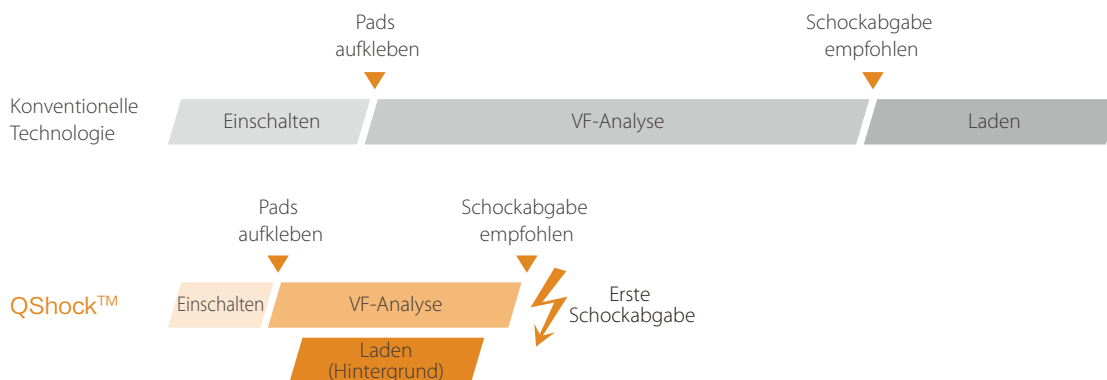 Pads
aufkleben
Schockabgabe
empfohlen
Konventionelle
Technologie
Einschalten
VF-Analyse
Laden
Pads
aufkleben
Schockabgabe
empfohlen
QShock™
Einschalten
VF-Analyse
Erste
Schockabgabe
Laden
(Hintergrund)